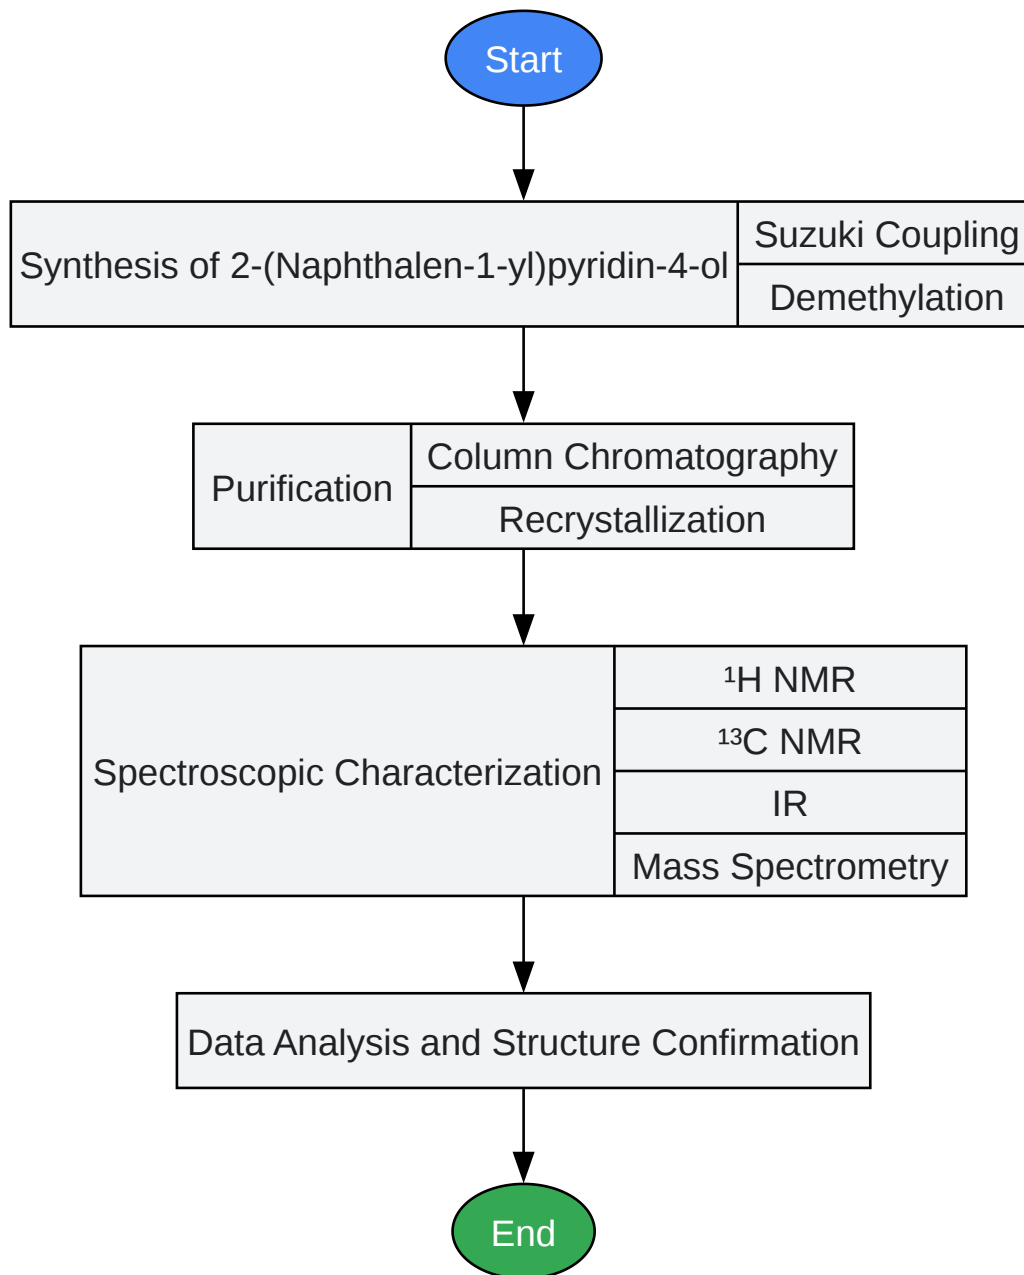 Start
Synthesis of 2-(Naphthalen-1-yl)pyridin-4-ol
Suzuki Coupling
Demethylation
Purification
Column Chromatography
Recrystallization
Spectroscopic Characterization
¹H NMR
¹³C NMR
IR
Mass Spectrometry
Data Analysis and Structure Confirmation
End